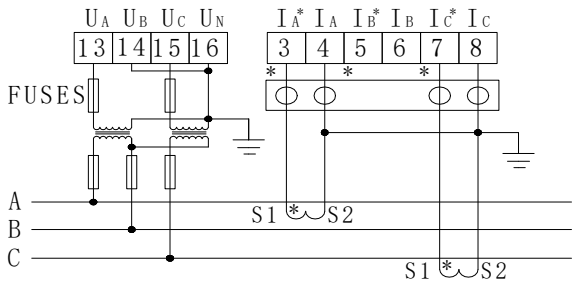 UA UB UC UN IA* IA IB* IB IC* IC
13 14 15 16 3 4 5 6 7 8
* * *
FUSES
A
S1 * S2
B
C
S1 * S2